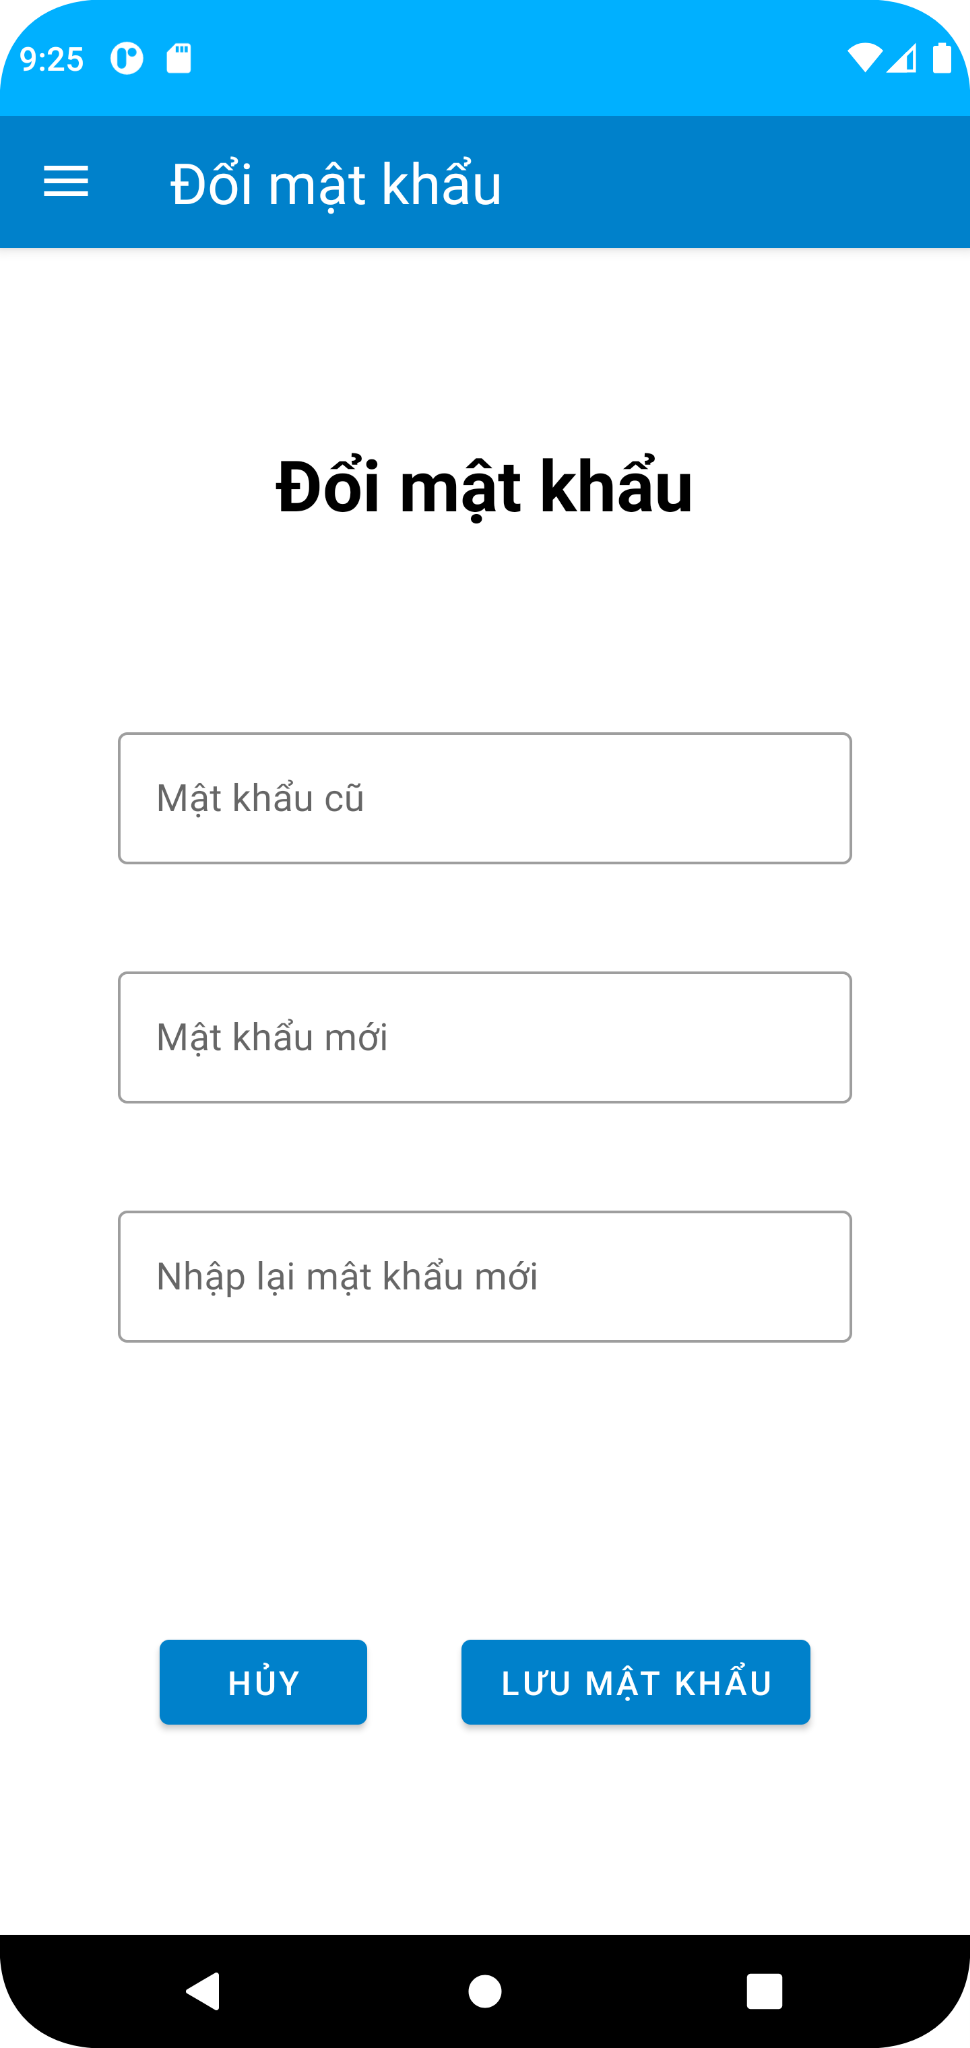 9:25
Đổi mật khẩu
Đổi mật khẩu
Mật khẩu cũ
Mật khẩu mới
Nhập lại mật khẩu mới
HỦY
LƯU MẬT KHẨU